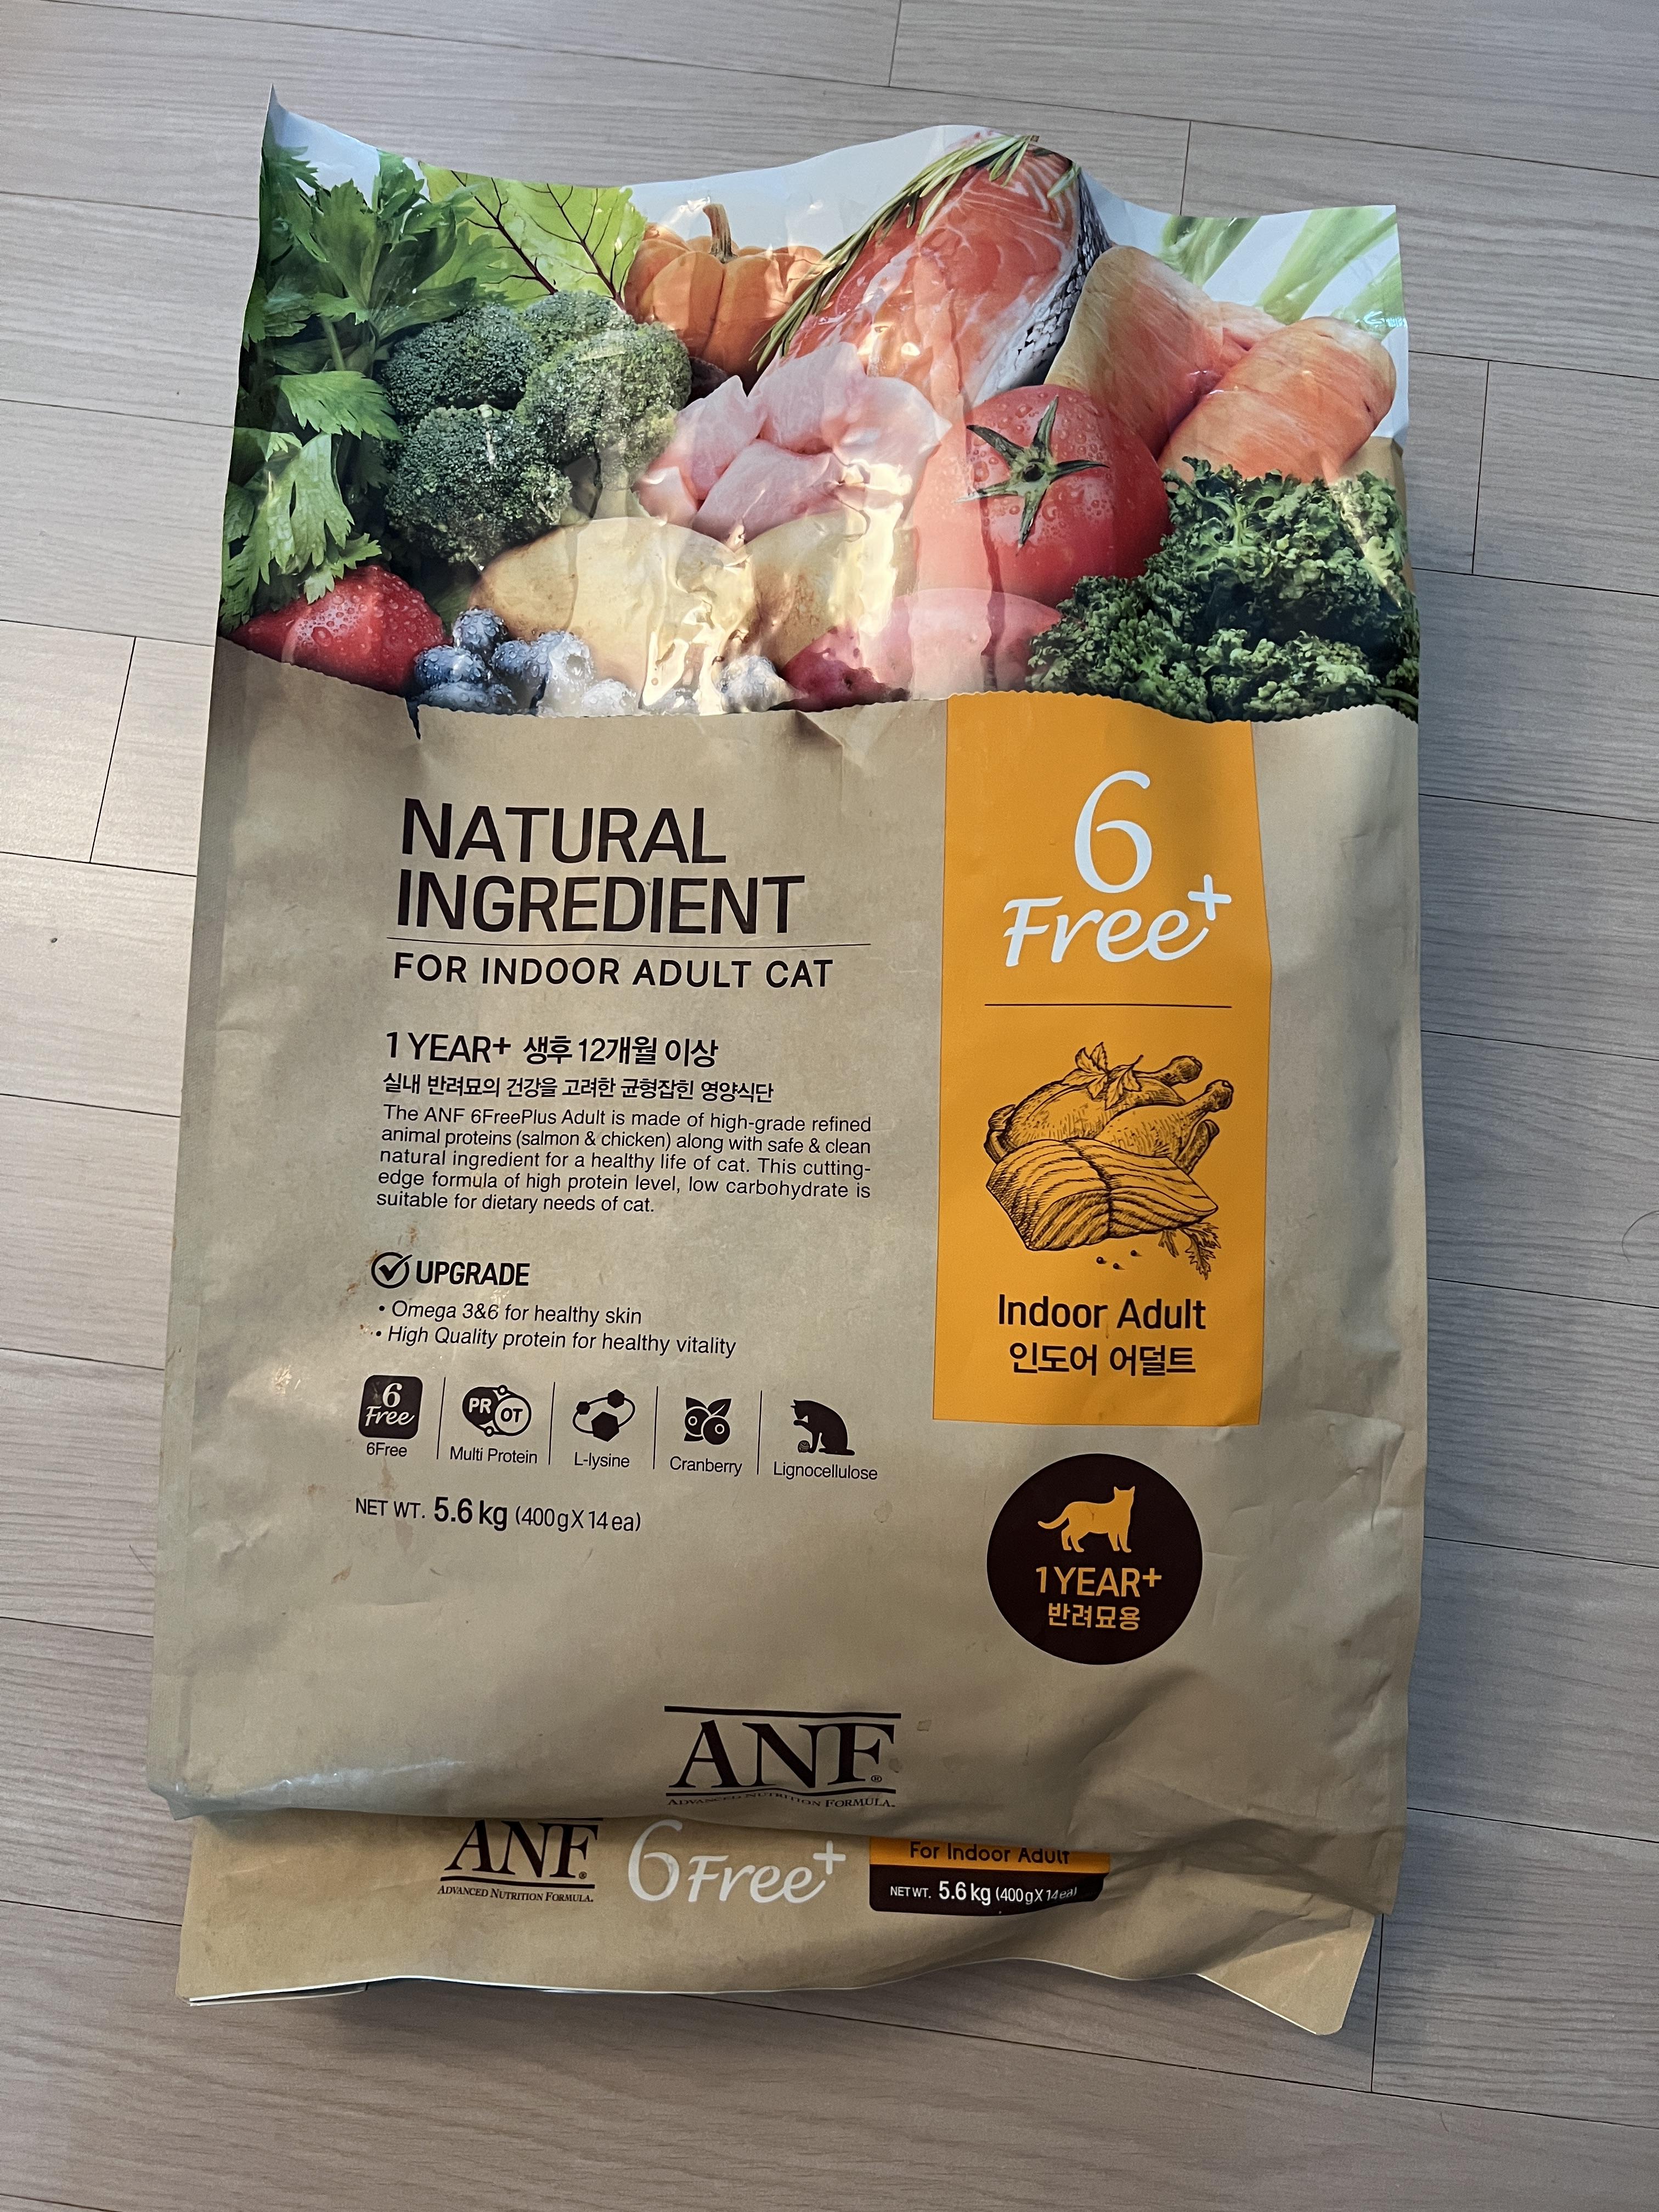 NATURAL
INGREDIENT
FOR INDOOR ADULT CAT
1 YEAR+ 생후 12개월 이상
실내 반려묘의 건강을 고려한 균형잡힌 영양식단
The ANF 6FreePlus Adult is made of high-grade refined
animal proteins (salmon & chicken) along with safe & clean
natural ingredient for a healthy life of cat. This cutting-
edge formula of high protein level, low carbohydrate is
suitable for dietary needs of cat.
UPGRADE
• Omega 3&6 for healthy skin
• High Quality protein for healthy vitality
6
Free
PR
OT
6Free
Multi Protein
L-lysine
Cranberry
Lignocellulose
NET WT. 5.6 kg (400gX14ea)
6
Free+
Indoor Adult
인도어 어덜트
1YEAR+
반려묘용
ANF®
ADVANCED NUTRITION FORMULA.
ANF®
ADVANCED NUTRITION FORMULA.
6Free+
For Indoor Adult
NET WT. 5.6 kg (400gX14ea)